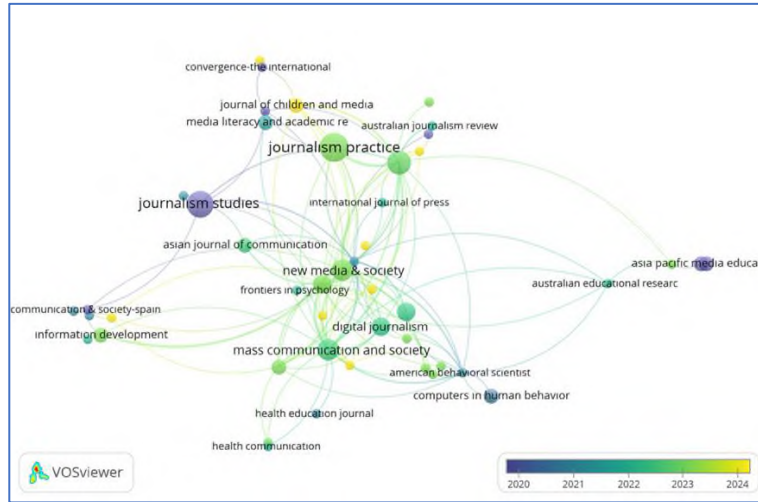 convergence-the international
journal of children and media
media literacy and academic re
australian journalism review
journalism practice
journalism studies
international journal of press
asian journal of communication
new media & society
asia pacific media educa
frontiers in psychology
australian educational researc
communication & society-spain
digital journalism
information development
mass communication and society
american behavioral scientist
computers in human behavior
health education journal
health communication
VOSviewer
2020 2021 2022 2023 2024